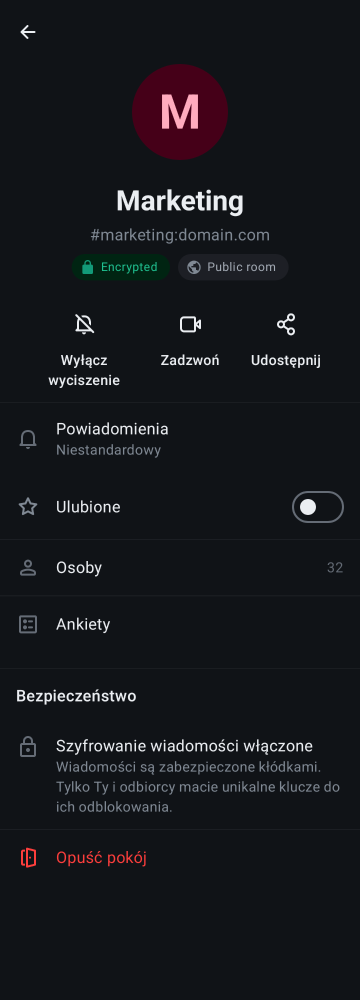 M
Marketing
#marketing:domain.com
Encrypted
Public room
Wyłącz
wyciszenie
Zadzwoń
Udostępnij
Powiadomienia
Niestandardowy
Ulubione
Osoby
32
Ankiety
Bezpieczeństwo
Szyfrowanie wiadomości włączone
Wiadomości są zabezpieczone kłódkami.
Tylko Ty i odbiorcy macie unikalne klucze do
ich odblokowania.
Opuść pokój